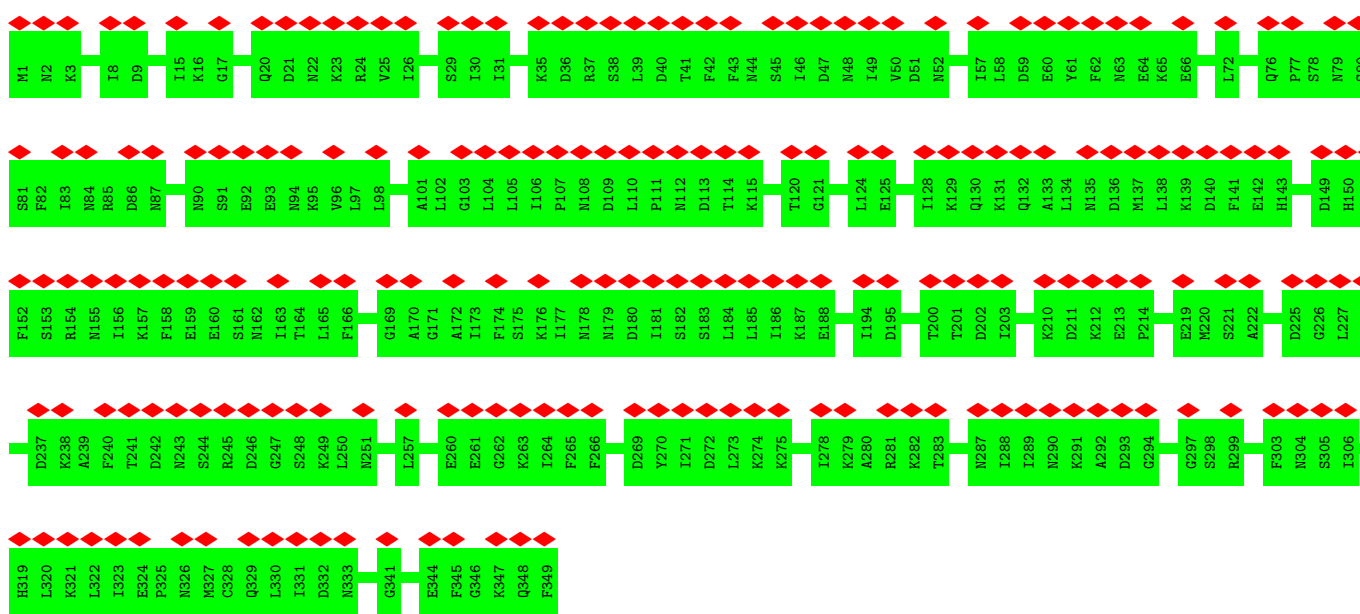 M1 N2 K3 I8 D9 I15 K16 G17 Q20 D21 N22 K23 R24 V25 I26 S29 I30 I31 K35 D36 R37 S38 L39 D40 T41 F42 F43 N44 S45 I46 D47 N48 I49 V50 D51 N52 I57 L58 D59 E60 Y61 F62 N63 E64 K65 E66 L72 Q76 P77 S78 N79
S81 F82 I83 N84 R85 D86 N87 N90 S91 E92 E93 N94 K95 V96 L97 L98 A101 L102 G103 L104 L105 I106 P107 N108 D109 L110 P111 N112 D113 T114 K115 T120 G121 L124 E125 I128 K129 Q130 K131 Q132 A133 L134 N135 D136 M137 L138 K139 D140 F141 E142 H143 D149 H150
F152 S153 R154 N155 I156 K157 F158 E159 E160 S161 N162 I163 T164 L165 F166 G169 A170 G171 A172 I173 F174 S175 K176 I177 N178 N179 D180 I181 S182 S183 L184 L185 I186 K187 E188 I194 D195 T200 T201 D202 I203 K210 D211 K212 E213 P214 E219 M220 S221 A222 D225 G226 L227
D237 K238 A239 F240 T241 D242 N243 S244 R245 D246 G247 S248 K249 L250 N251 L257 E260 E261 G262 K263 I264 F265 F266 D269 Y270 I271 D272 L273 K274 K275 I278 K279 A280 R281 K282 T283 N287 I288 I289 N290 K291 A292 D293 G294 G297 S298 R299 F303 N304 S305 I306
H319 L320 K321 L322 I323 E324 P325 N326 M327 C328 Q329 L330 I331 D332 N333 G341 E344 F345 G346 K347 Q348 F349